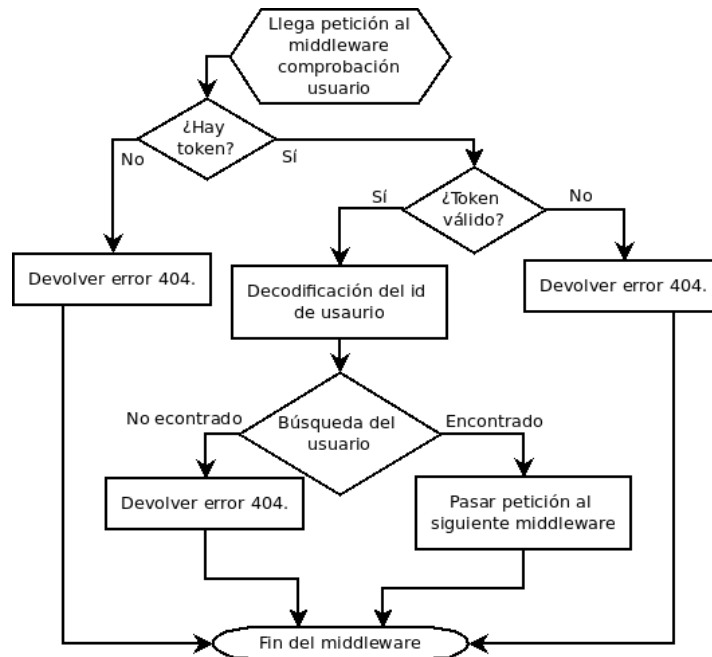 Llega petición al
middleware
comprobación
usuario
¿Hay
token?
No
Sí
¿Token
válido?
Sí
No
Devolver error 404.
Decodificación del id
de usaurio
Devolver error 404.
No econtrado
Búsqueda del
usuario
Encontrado
Devolver error 404.
Pasar petición al
siguiente middleware
Fin del middleware